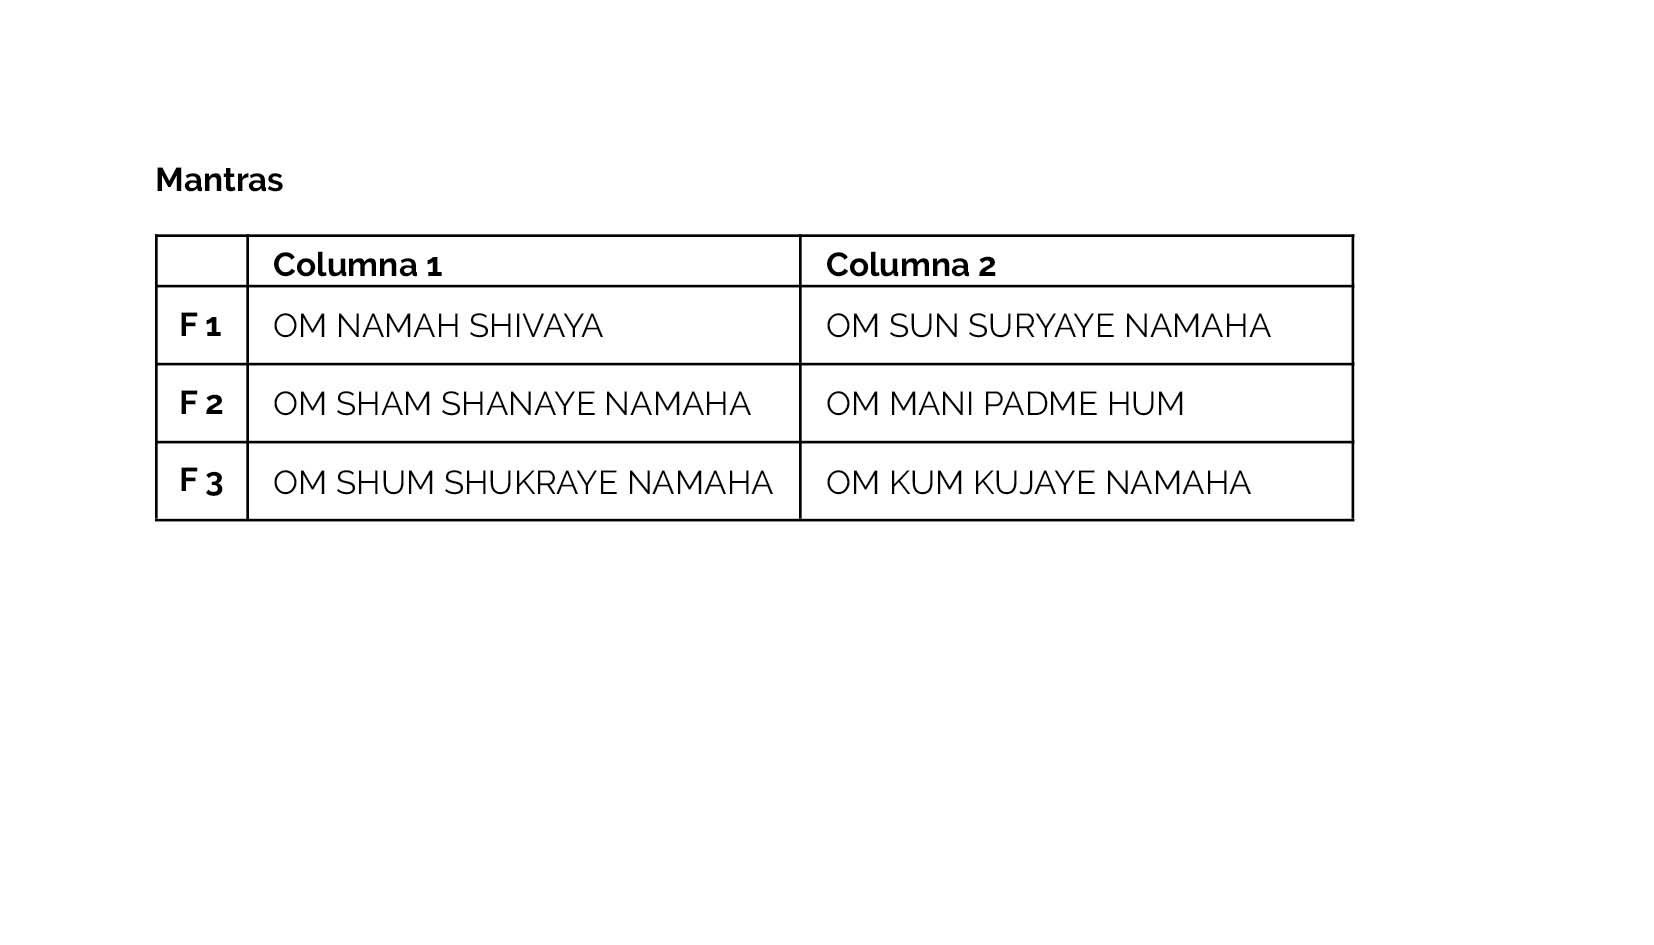 Mantras
Columna 1 Columna 2
F 1 OM NAMAH SHIVAYA OM SUN SURYAYE NAMAHA
F 2 OM SHAM SHANAYE NAMAHA OM MANI PADME HUM
F 3 OM SHUM SHUKRAYE NAMAHA OM KUM KUJAYE NAMAHA